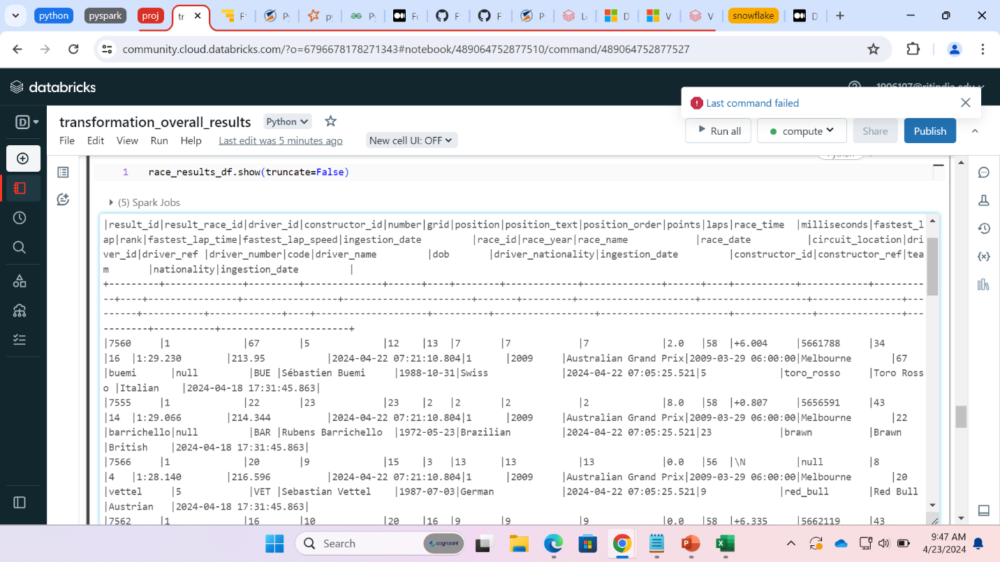 python
pyspark
proj
tr
snowflake
community.cloud.databricks.com/?o=6796678178271343#notebook/489064752877510/command/489064752877527
databricks
Last command failed
D
transformation_overall_results
Python
File Edit View Run Help
Last edit was 5 minutes ago
New cell UI: OFF
Run all
compute
Share
Publish
1 race_results_df.show(truncate=False)
(5) Spark Jobs
|result_id|result_race_id|driver_id|constructor_id|number|grid|position|position_text|position_order|points|laps|race_time |milliseconds|fastest_l
ap|rank|fastest_lap_time|fastest_lap_speed|ingestion_date |race_id|race_year|race_name |race_date |circuit_location|dri
ver_id|driver_ref |driver_number|code|driver_name |dob |driver_nationality|ingestion_date |constructor_id|constructor_ref|tea
m |nationality|ingestion_date |
|7560 |1 |67 |5 |12 |13 |7 |7 |7 |2.0 |58 |+6.004 |5661788 |34
|16 |1:29.230 |213.95 |2024-04-22 07:21:10.804|1 |2009 |Australian Grand Prix|2009-03-29 06:00:00|Melbourne |67
|buemi |null |BUE |Sébastian Buemi |1988-10-31|Swiss |2024-04-22 07:05:25.521|5 |toro_rosso |Toro Ross
o |Italian |2024-04-18 17:31:45.863|
|7555 |1 |22 |23 |23 |2 |2 |2 |2 |8.0 |58 |+0.807 |5656591 |43
|14 |1:29.066 |214.344 |2024-04-22 07:21:10.804|1 |2009 |Australian Grand Prix|2009-03-29 06:00:00|Melbourne |22
|barrichello|null |BAR |Rubens Barrichello |1972-05-23|Brazilian |2024-04-22 07:05:25.521|23 |brawn |Brawn
|British |2024-04-18 17:31:45.863|
|7566 |1 |20 |9 |15 |3 |13 |13 |13 |0.0 |56 |\N |null |8
|4 |1:28.140 |216.596 |2024-04-22 07:21:10.804|1 |2009 |Australian Grand Prix|2009-03-29 06:00:00|Melbourne |20
|vettel |5 |VET |Sebastian Vettel |1987-07-03|German |2024-04-22 07:05:25.521|9 |red_bull |Red Bull
|Austrian |2024-04-18 17:31:45.863|
|7562 |1 |16 |10 |20 |16 |9 |9 |9 |0.0 |58 |+6.335 |5662119 |43
Search
cognizant
9:47 AM
4/23/2024